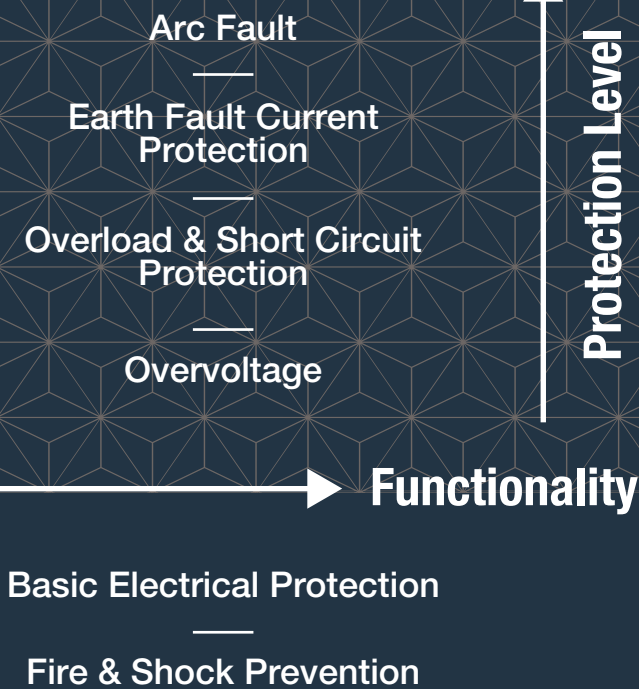 Arc Fault
Earth Fault Current
Protection
Overload & Short Circuit
Protection
Overvoltage
Protection Level
Functionality
Basic Electrical Protection
Fire & Shock Prevention